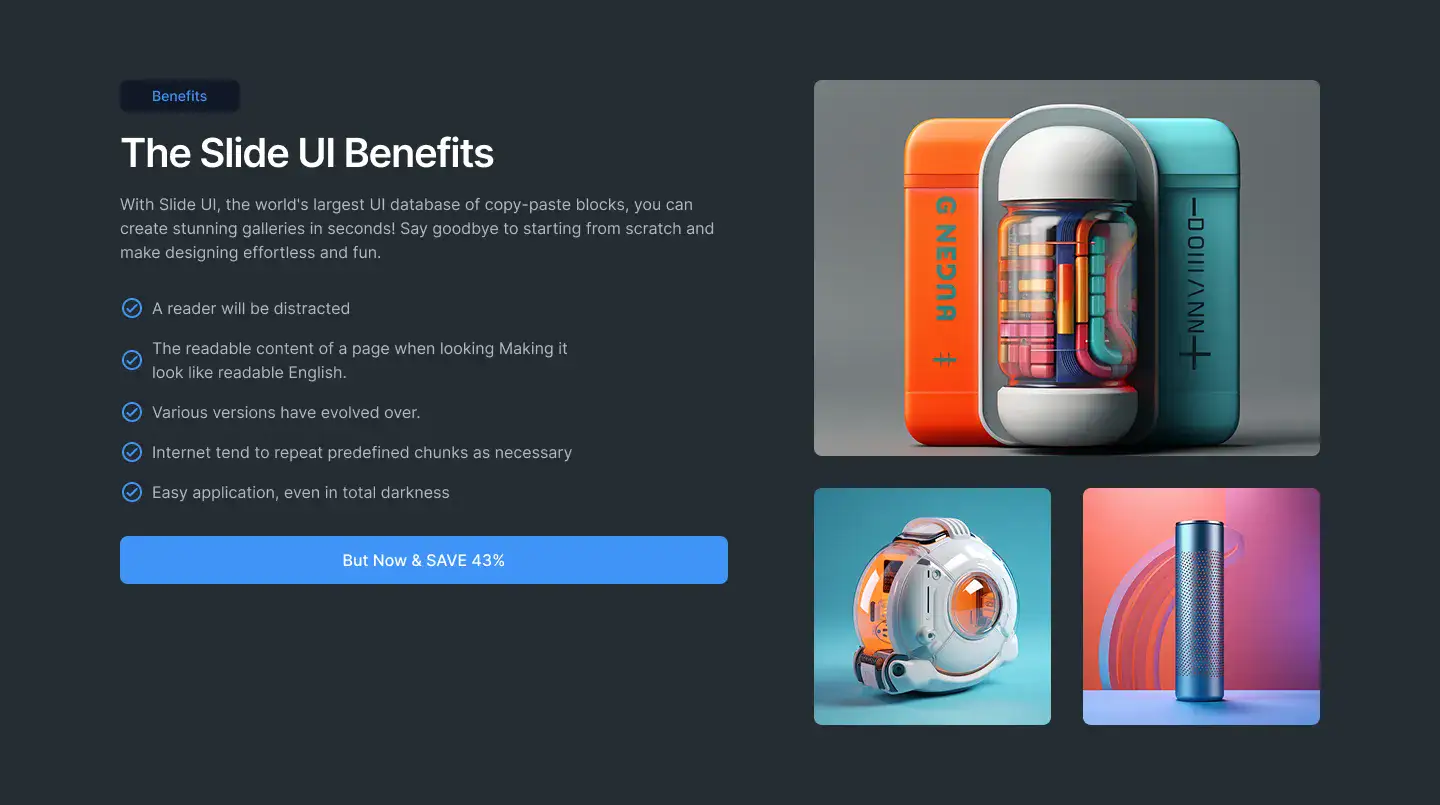 Benefits
The Slide UI Benefits
With Slide UI, the world's largest UI database of copy-paste blocks, you can
create stunning galleries in seconds! Say goodbye to starting from scratch and
make designing effortless and fun.
A reader will be distracted
The readable content of a page when looking Making it
look like readable English.
Various versions have evolved over.
Internet tend to repeat predefined chunks as necessary
Easy application, even in total darkness
But Now & SAVE 43%